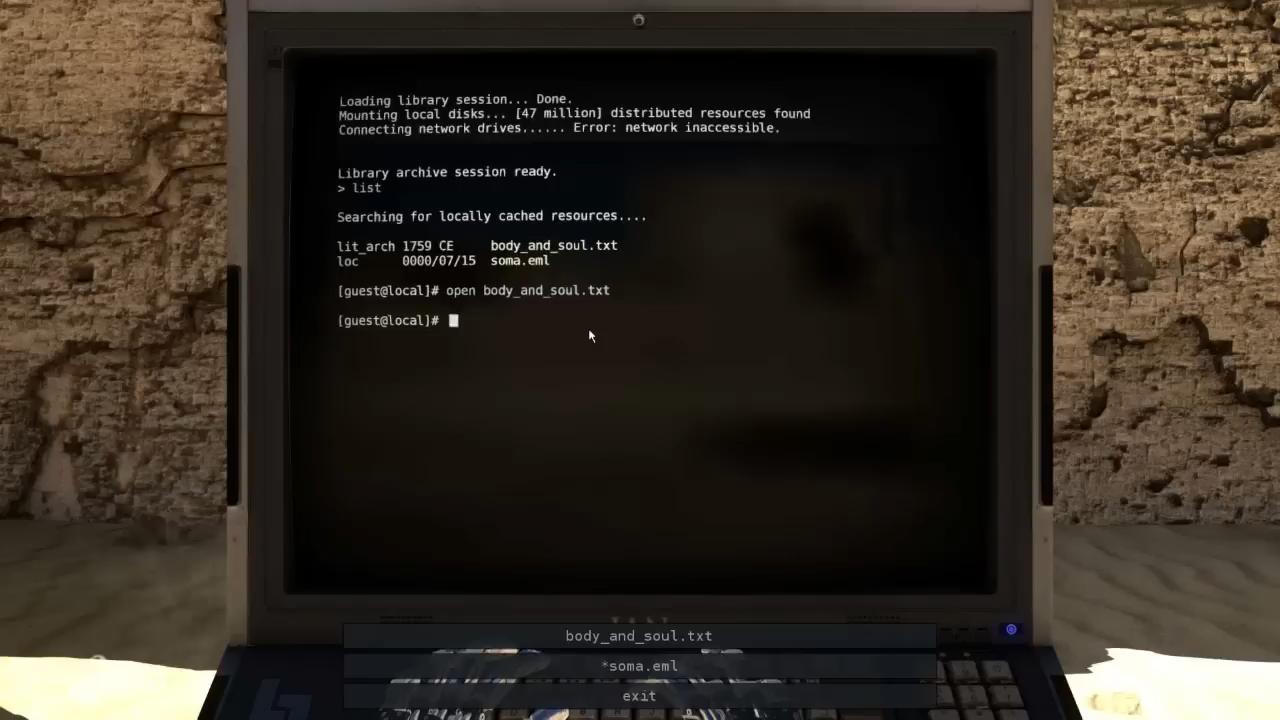 Loading library session... Done.
Mounting local disks... [47 million] distributed resources found
Connecting network drives...... Error: network inaccessible.
Library archive session ready.
> list
Searching for locally cached resources....
lit_arch 1759 CE     body_and_soul.txt
loc      0000/07/15  soma.eml
[guest@local]# open body_and_soul.txt
[guest@local]#
body_and_soul.txt
*soma.eml
exit